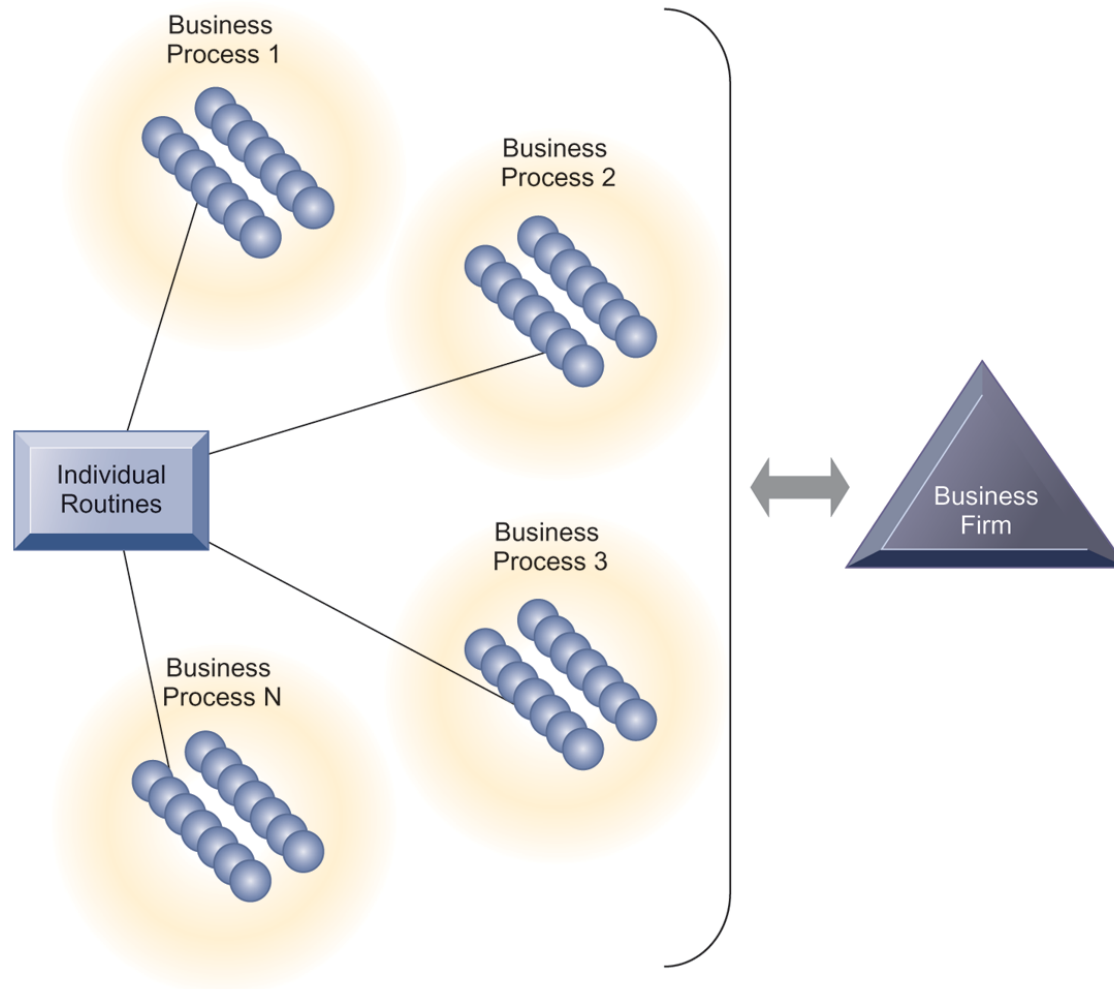 Business
Process 1
Business
Process 2
Individual
Routines
Business
Firm
Business
Process 3
Business
Process N